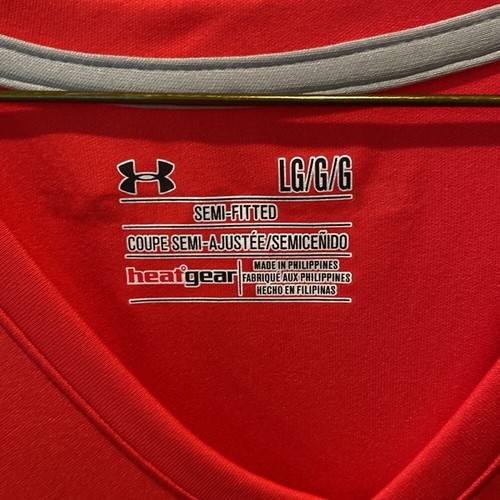 LG/G/G
SEMI-FITTED
COUPE SEMI-AJUSTÉE/SEMICEÑIDO
heatgear
MADE IN PHILIPPINES
FABRIQUÉ AUX PHILIPPINES
HECHO EN FILIPINAS